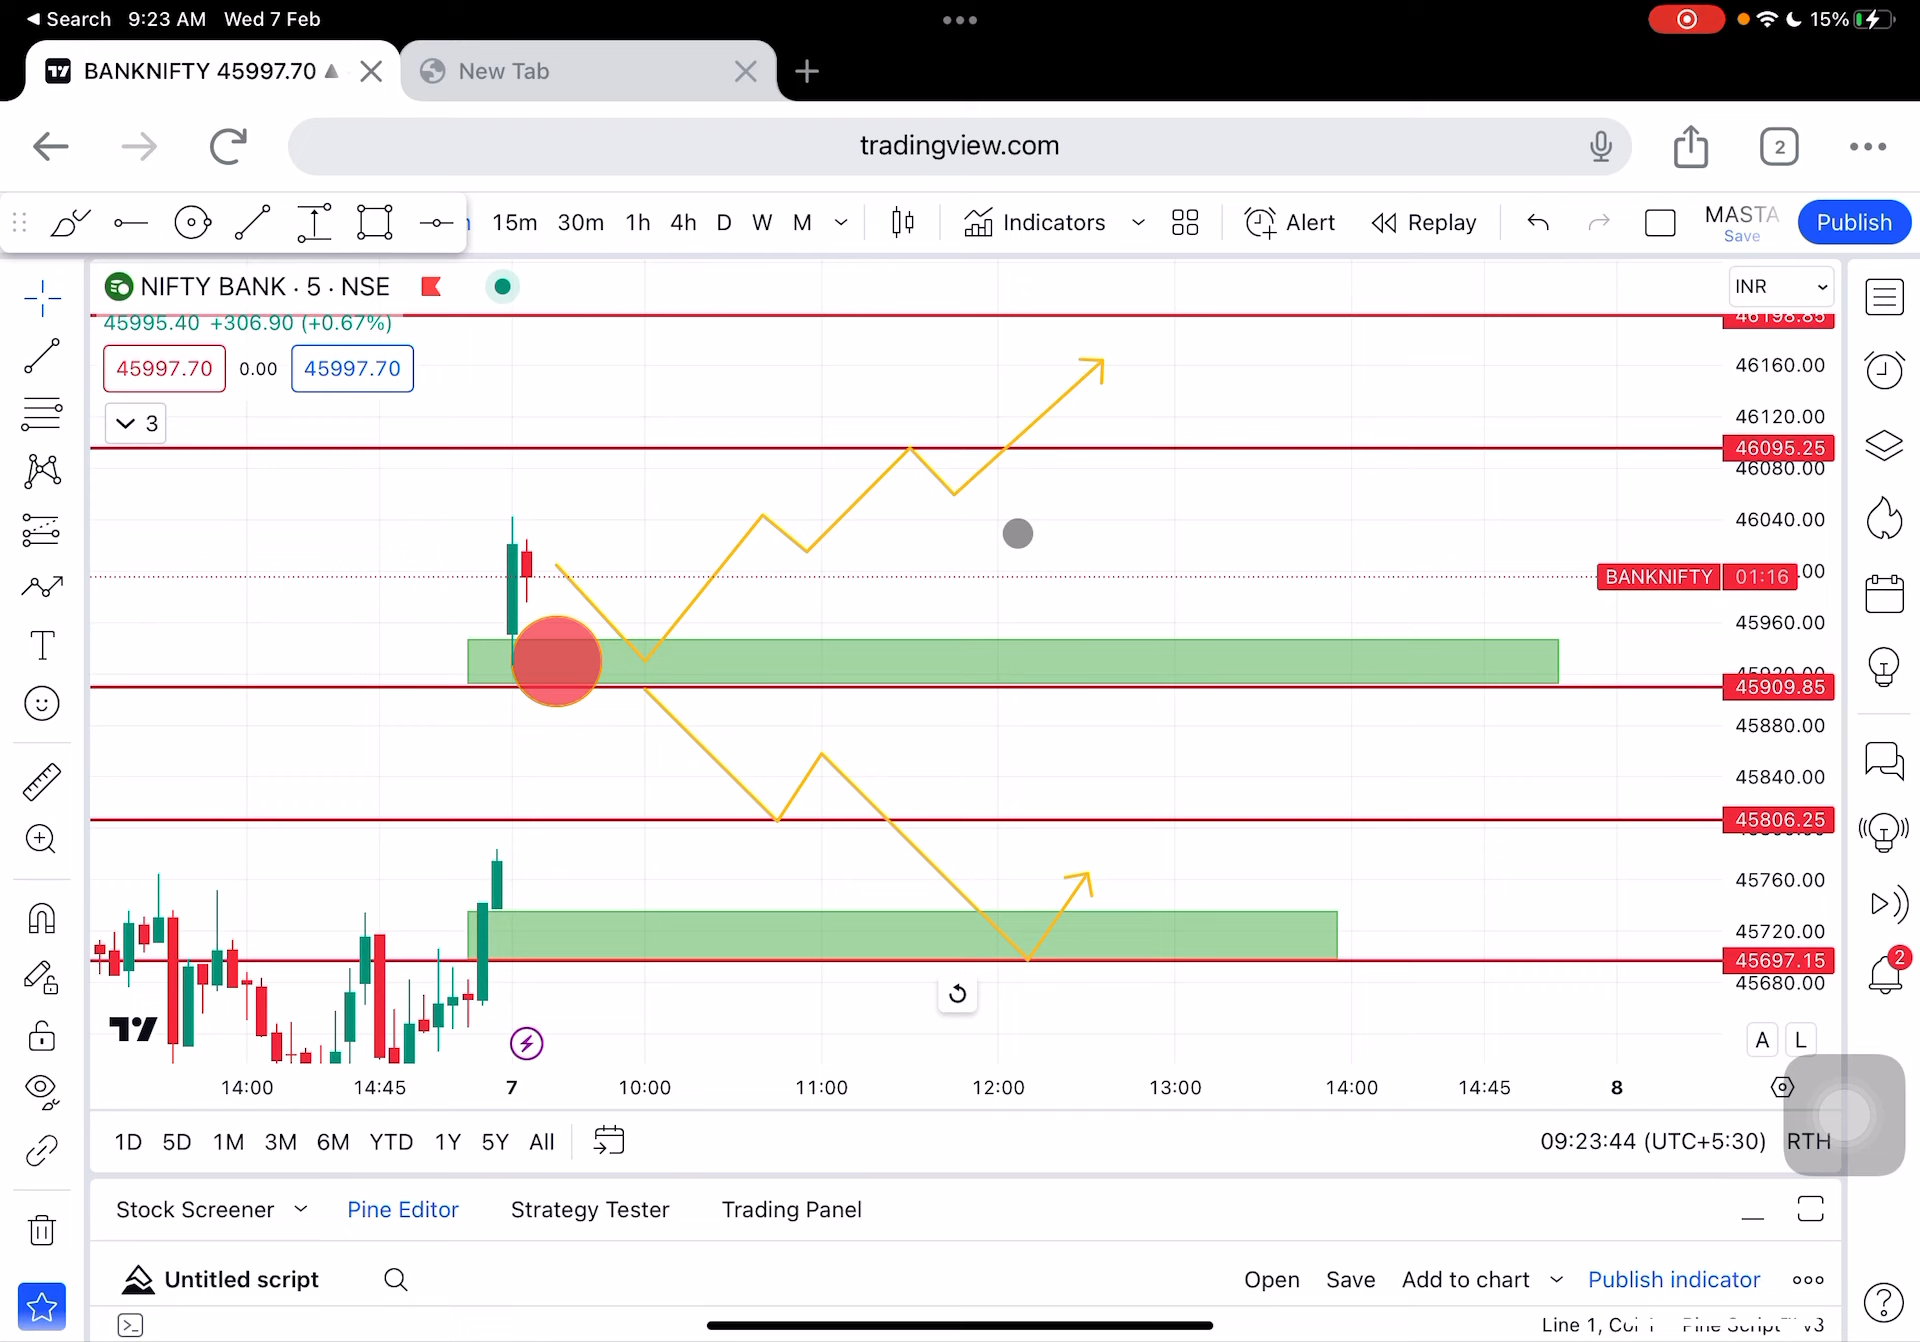 Search 9:23 AM Wed 7 Feb
15%
BANKNIFTY 45997.70
New Tab
tradingview.com
2
15m 30m 1h 4h D W M
Indicators
Alert
Replay
MASTA
Save
Publish
NIFTY BANK · 5 · NSE
INR
45995.40 +306.90 (+0.67%)
46198.85
45997.70 0.00 45997.70
46160.00
3
46120.00
46095.25
46080.00
46040.00
BANKNIFTY 01:16 .00
45960.00
45909.85
45880.00
45840.00
45806.25
45760.00
45720.00
45697.15
2
45680.00
A L
14:00 14:45 7 10:00 11:00 12:00 13:00 14:00 14:45 8
1D 5D 1M 3M 6M YTD 1Y 5Y All
09:23:44 (UTC+5:30) RTH
Stock Screener Pine Editor Strategy Tester Trading Panel
Untitled script
Open Save Add to chart Publish indicator
Line 1,